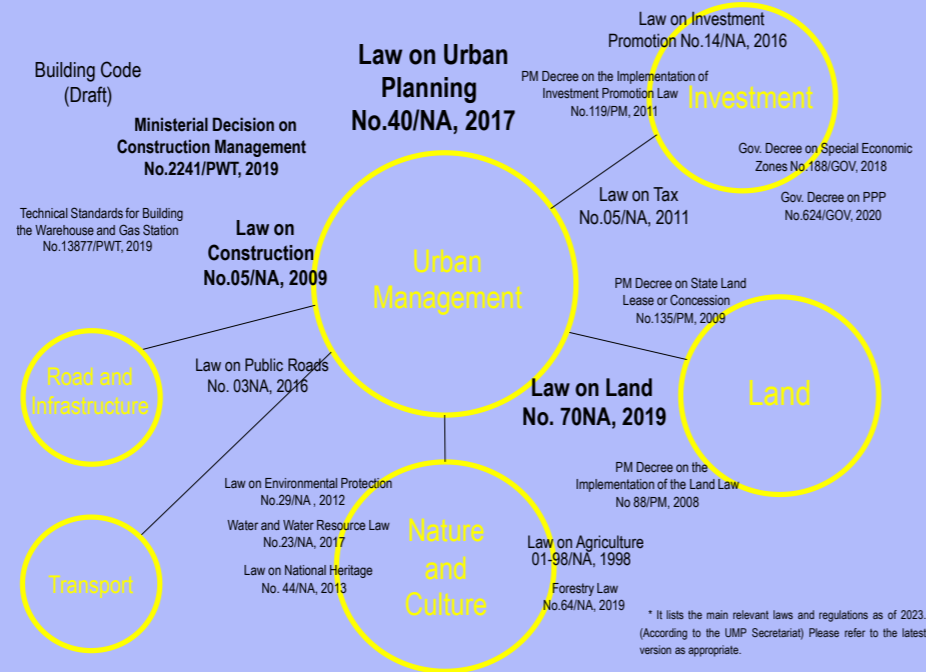 Law on Investment
Promotion No.14/NA, 2016
Law on Urban
Planning
No.40/NA, 2017
Building Code
(Draft)
PM Decree on the Implementation of
Investment Promotion Law
No.119/PM, 2011
Investment
Ministerial Decision on
Construction Management
No.2241/PWT, 2019
Gov. Decree on Special Economic
Zones No.188/GOV, 2018
Law on Tax
No.05/NA, 2011
Gov. Decree on PPP
No.624/GOV, 2020
Technical Standards for Building
the Warehouse and Gas Station
No.13877/PWT, 2019
Law on
Construction
No.05/NA, 2009
Urban
Management
PM Decree on State Land
Lease or Concession
No.135/PM, 2009
Road and
Infrastructure
Law on Public Roads
No. 03NA, 2016
Law on Land
No. 70NA, 2019
Land
PM Decree on the
Implementation of the Land Law
No 88/PM, 2008
Law on Environmental Protection
No.29/NA , 2012
Water and Water Resource Law
No.23/NA, 2017
Law on National Heritage
No. 44/NA, 2013
Nature
and
Culture
Law on Agriculture
01-98/NA, 1998
Forestry Law
No.64/NA, 2019
Transport
* It lists the main relevant laws and regulations as of 2023.
(According to the UMP Secretariat) Please refer to the latest
version as appropriate.